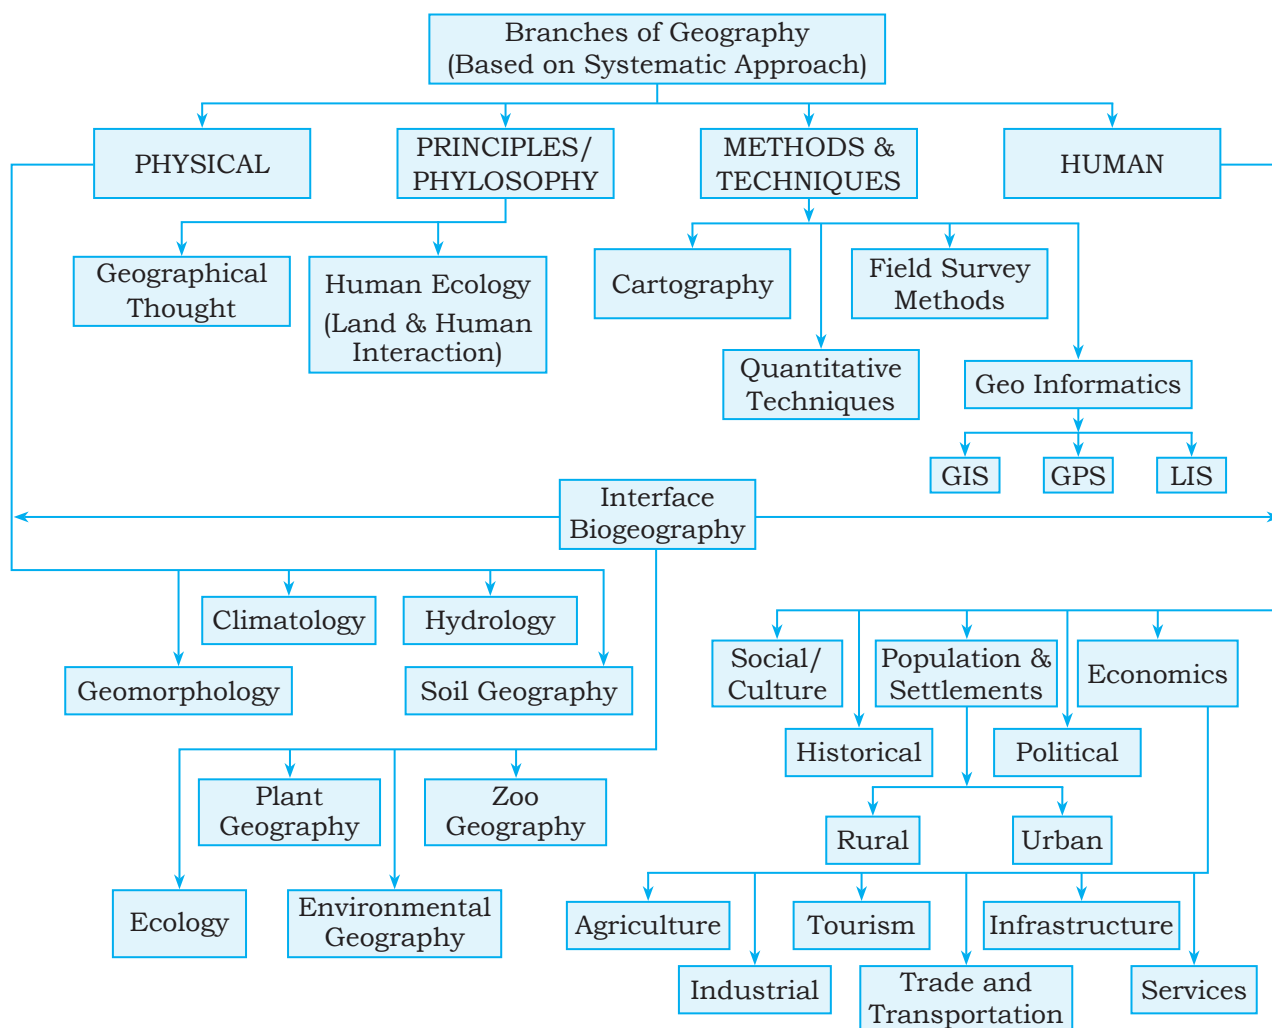 Branches of Geography
(Based on Systematic Approach)
PHYSICAL
PRINCIPLES/
PHYLOSOPHY
METHODS &
TECHNIQUES
HUMAN
Geographical
Thought
Human Ecology
(Land & Human
Interaction)
Cartography
Field Survey
Methods
Quantitative
Techniques
Geo Informatics
GIS
GPS
LIS
Interface
Biogeography
Climatology
Hydrology
Geomorphology
Soil Geography
Social/
Culture
Population &
Settlements
Economics
Historical
Political
Plant
Geography
Zoo
Geography
Rural
Urban
Ecology
Environmental
Geography
Agriculture
Tourism
Infrastructure
Industrial
Trade and
Transportation
Services